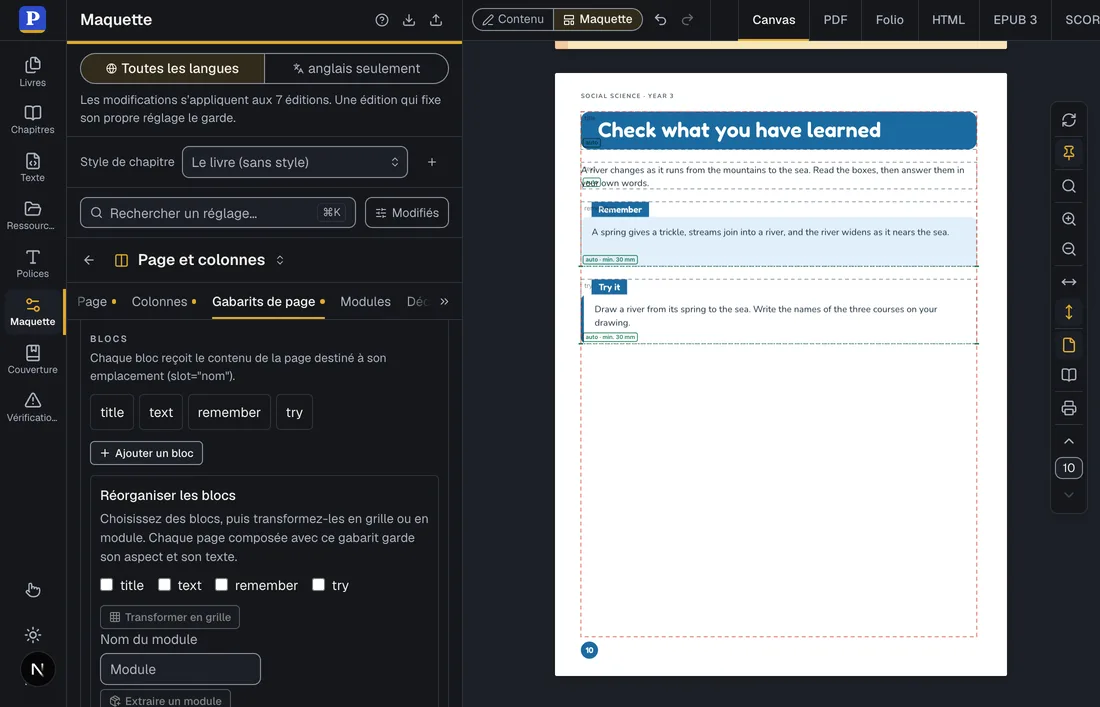 P
Maquette
Contenu
Maquette
Canvas
PDF
Folio
HTML
EPUB 3
SCOR
Livres
Chapitres
Texte
Ressourc...
Polices
Maquette
Couverture
Vérificatio...
N
Toutes les langues
anglais seulement
Les modifications s'appliquent aux 7 éditions. Une édition qui fixe
son propre réglage le garde.
Style de chapitre
Le livre (sans style)
Rechercher un réglage...
⌘K
Modifiés
Page et colonnes
Page
Colonnes
Gabarits de page
Modules
Déc
BLOCS
Chaque bloc reçoit le contenu de la page destiné à son
emplacement (slot="nom").
title
text
remember
try
Ajouter un bloc
Réorganiser les blocs
Choisissez des blocs, puis transformez-les en grille ou en
module. Chaque page composée avec ce gabarit garde
son aspect et son texte.
title
text
remember
try
Transformer en grille
Nom du module
Module
Extraire un module
SOCIAL SCIENCE - YEAR 3
title
Check what you have learned
auto
A river changes as it runs from the mountains to the sea. Read the boxes, then answer them in
your own words.
Remember
A spring gives a trickle, streams join into a river, and the river widens as it nears the sea.
auto · min. 30 mm
Try it
Draw a river from its spring to the sea. Write the names of the three courses on your
drawing.
auto · min. 30 mm
10
10